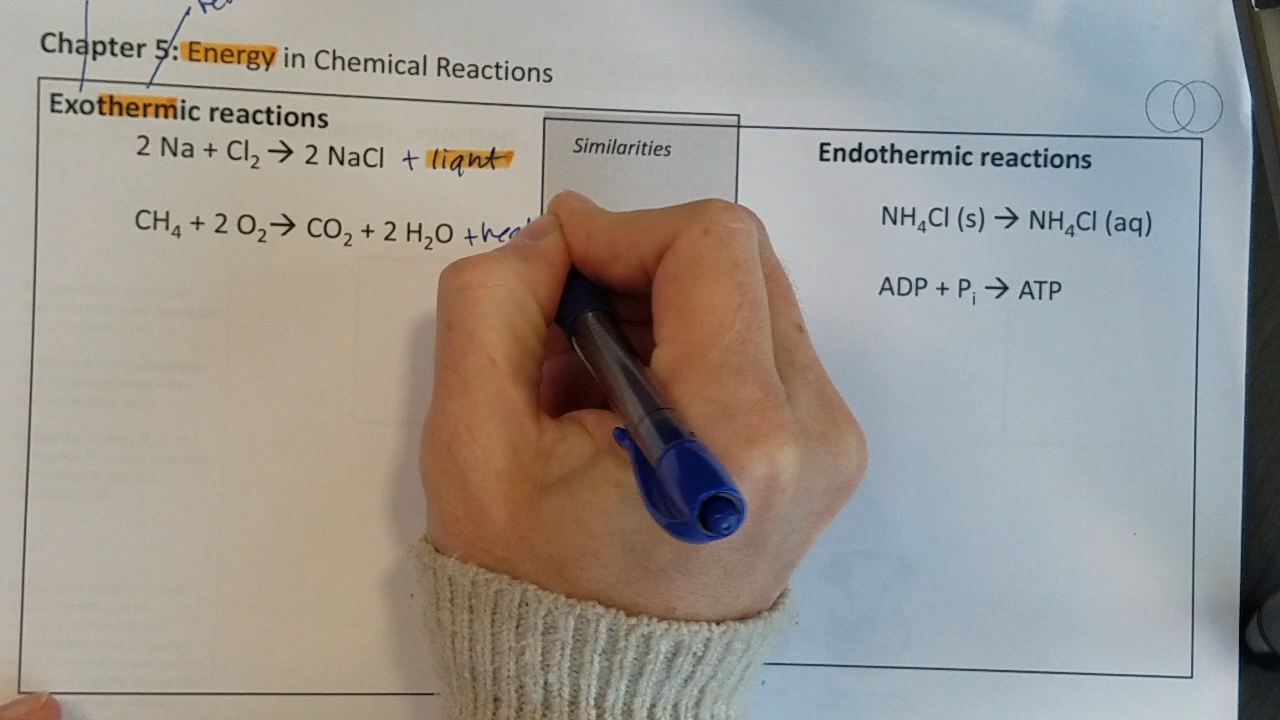 Chapter 5: Energy in Chemical Reactions
Exothermic reactions
2 Na + Cl₂ → 2 NaCl + light
CH₄ + 2 O₂ → CO₂ + 2 H₂O +
Similarities
Endothermic reactions
NH₄Cl (s) → NH₄Cl (aq)
ADP + Pᵢ → ATP